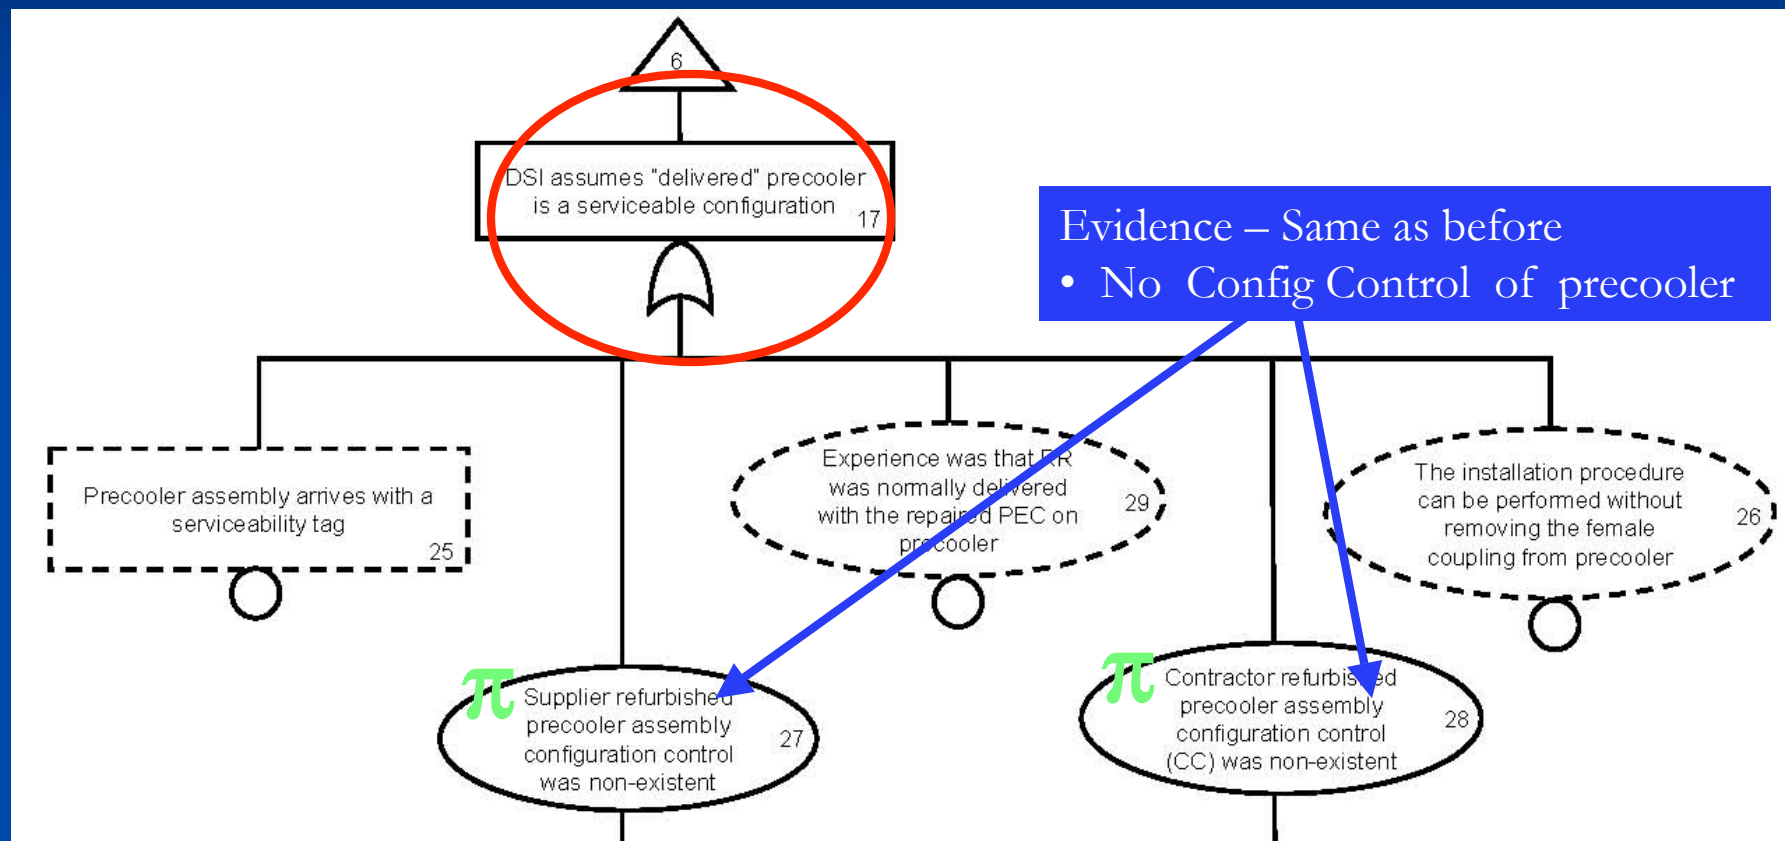 6
DSI assumes "delivered" precooler
is a serviceable configuration
17
Evidence – Same as before
• No Config Control of precooler
Precooler assembly arrives with a
serviceability tag
25
Experience was that RR
was normally delivered
with the repaired PEC on
precooler
29
The installation procedure
can be performed without
removing the female
coupling from precooler
26
π
Supplier refurbished
precooler assembly
configuration control
was non-existent
27
π
Contractor refurbished
precooler assembly
configuration control
(CC) was non-existent
28